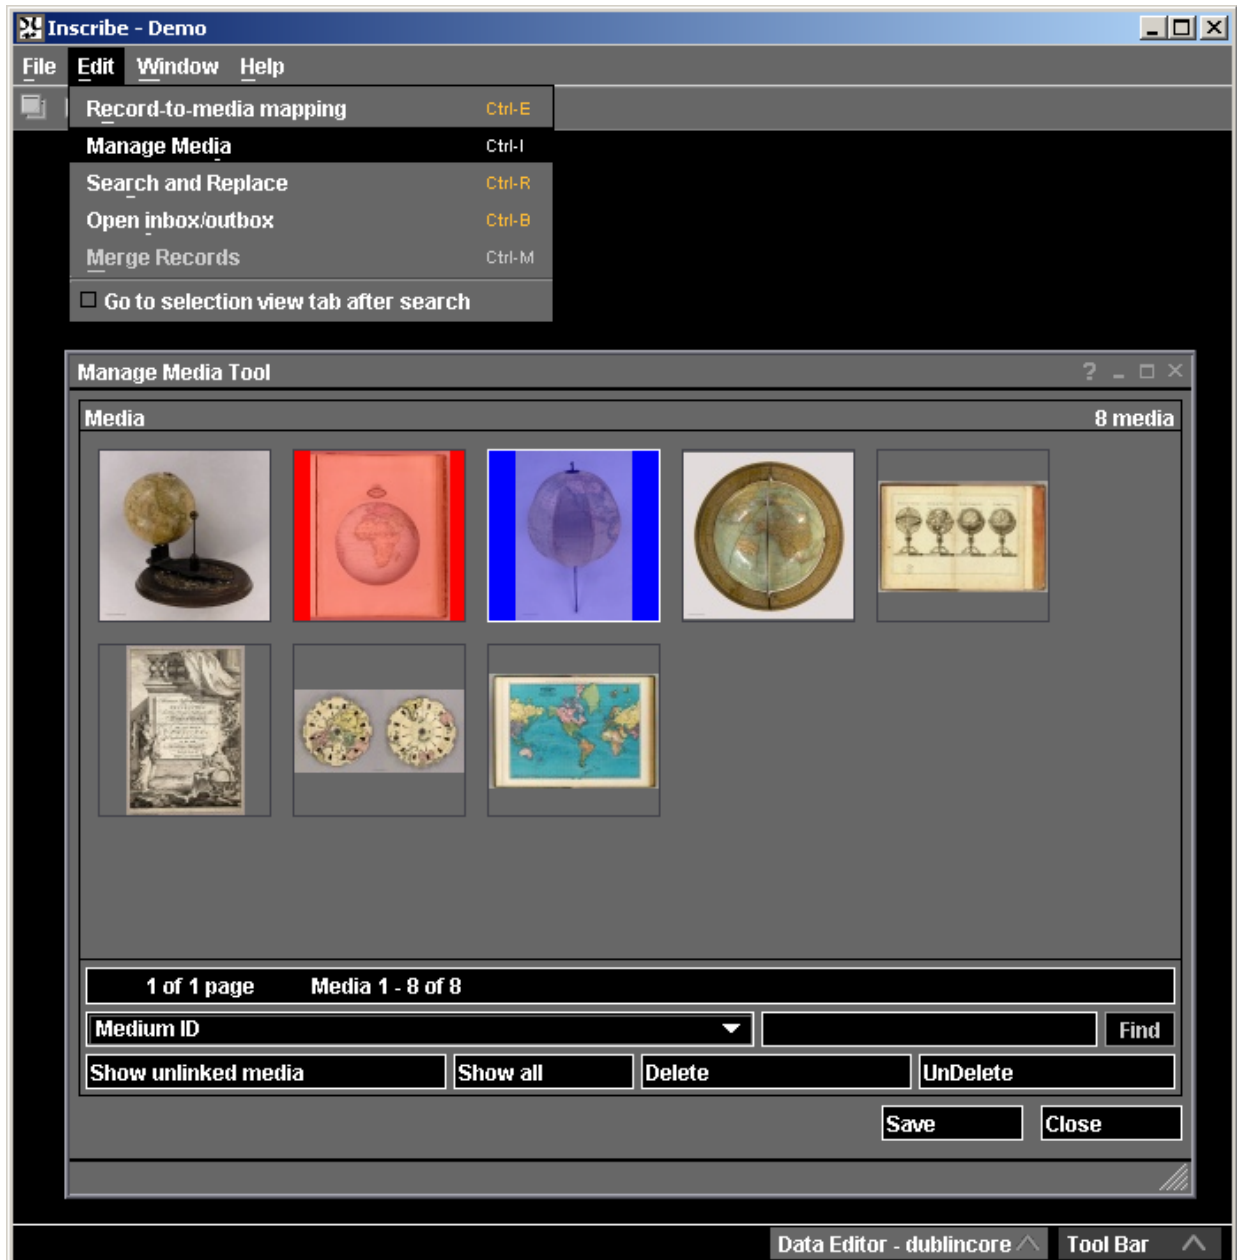 Inscribe - Demo
File Edit Window Help
Record-to-media mapping Ctrl-E
Manage Media Ctrl-I
Search and Replace Ctrl-R
Open inbox/outbox Ctrl-B
Merge Records Ctrl-M
Go to selection view tab after search
Manage Media Tool
Media 8 media
1 of 1 page Media 1 - 8 of 8
Medium ID Find
Show unlinked media Show all Delete UnDelete
Save Close
Data Editor - dublincore Tool Bar